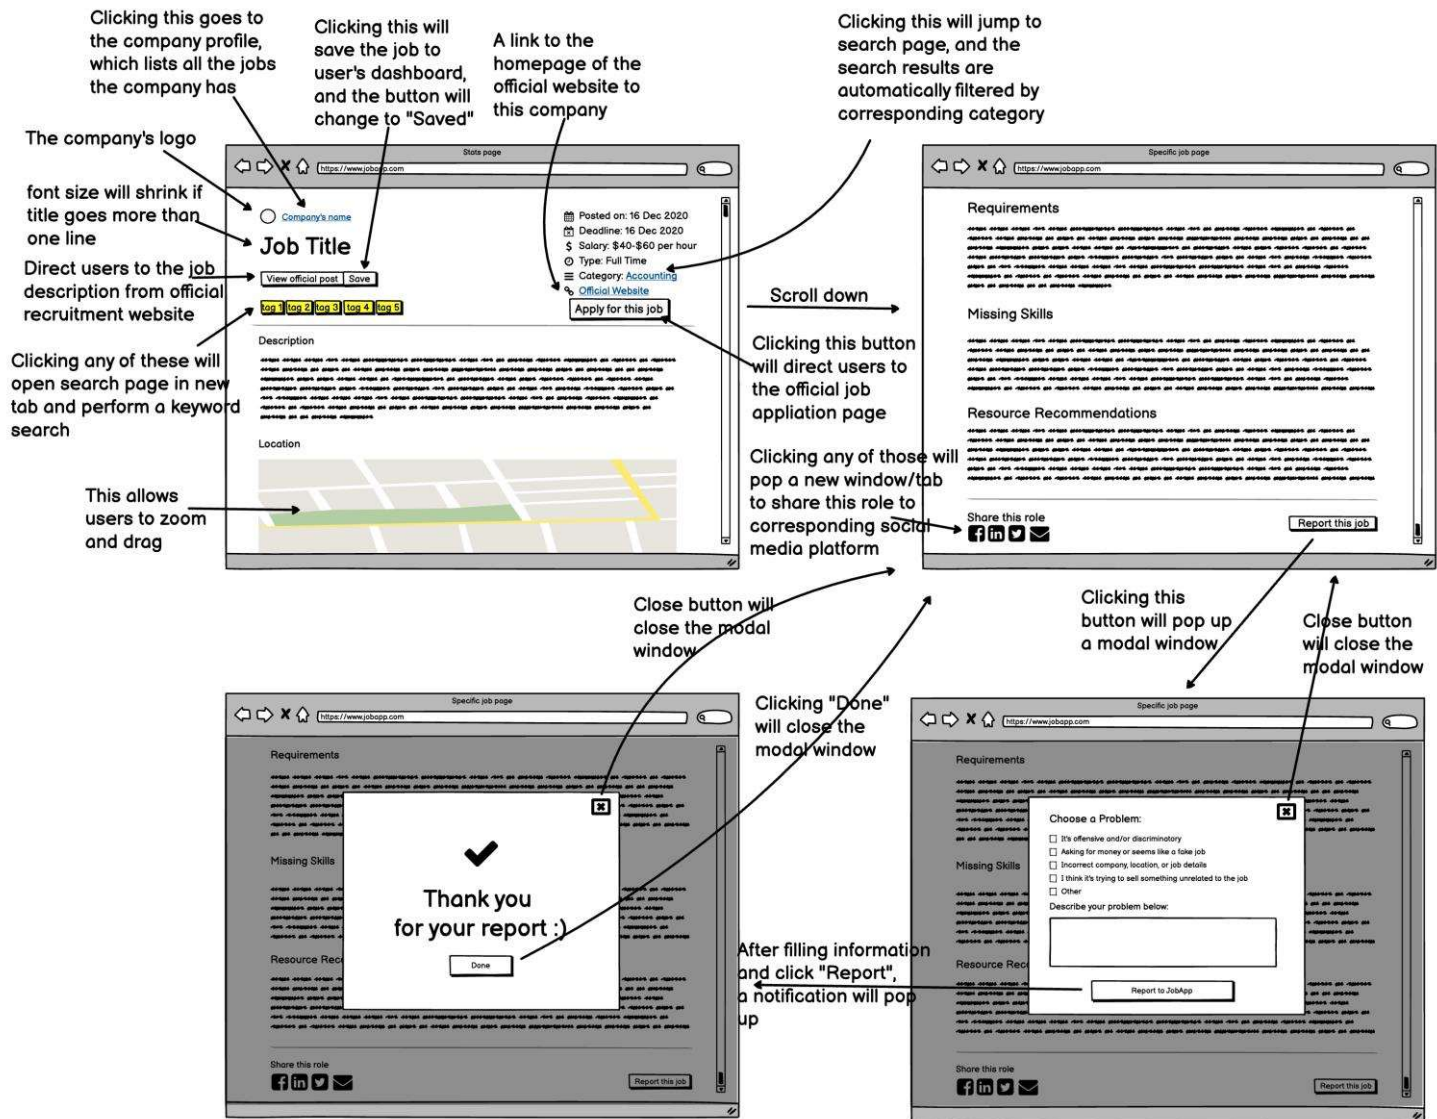 Clicking this goes to
the company profile,
which lists all the jobs
the company has
Clicking this will
save the job to
user's dashboard,
and the button will
change to "Saved"
A link to the
homepage of the
official website to
this company
Clicking this will jump to
search page, and the
search results are
automatically filtered by
corresponding category
The company's logo
font size will shrink if
title goes more than
one line
Direct users to the job
description from official
recruitment website
Clicking any of these will
open search page in new
tab and perform a keyword
search
This allows
users to zoom
and drag
Stats page
https://www.jobapp.com
Company's name
Job Title
View official post
Save
tag 1
tag 2
tag 3
tag 4
tag 5
Posted on: 16 Dec 2020
Deadline: 16 Dec 2020
Salary: $40-$60 per hour
Type: Full Time
Category: Accounting
Official Website
Apply for this job
Description
Location
Scroll down
Clicking this button
will direct users to
the official job
appliation page
Clicking any of those will
pop a new window/tab
to share this role to
corresponding social
media platform
Specific job page
https://www.jobapp.com
Requirements
Missing Skills
Resource Recommendations
Share this role
Report this job
Close button will
close the modal
window
Clicking "Done"
will close the
modal window
Clicking this
button will pop up
a modal window
Close button
will close the
modal window
Specific job page
https://www.jobapp.com
Requirements
Missing Skills
Resource Rec
Thank you
for your report :)
Done
Share this role
Report this job
After filling information
and click "Report",
a notification will pop
up
Specific job page
https://www.jobapp.com
Requirements
Missing Skills
Resource Rec
Choose a Problem:
It's offensive and/or discriminatory
Asking for money or seems like a fake job
Incorrect company, location, or job details
I think it's trying to sell something unrelated to the job
Other
Describe your problem below:
Report to JobApp
Share this role
Report this job